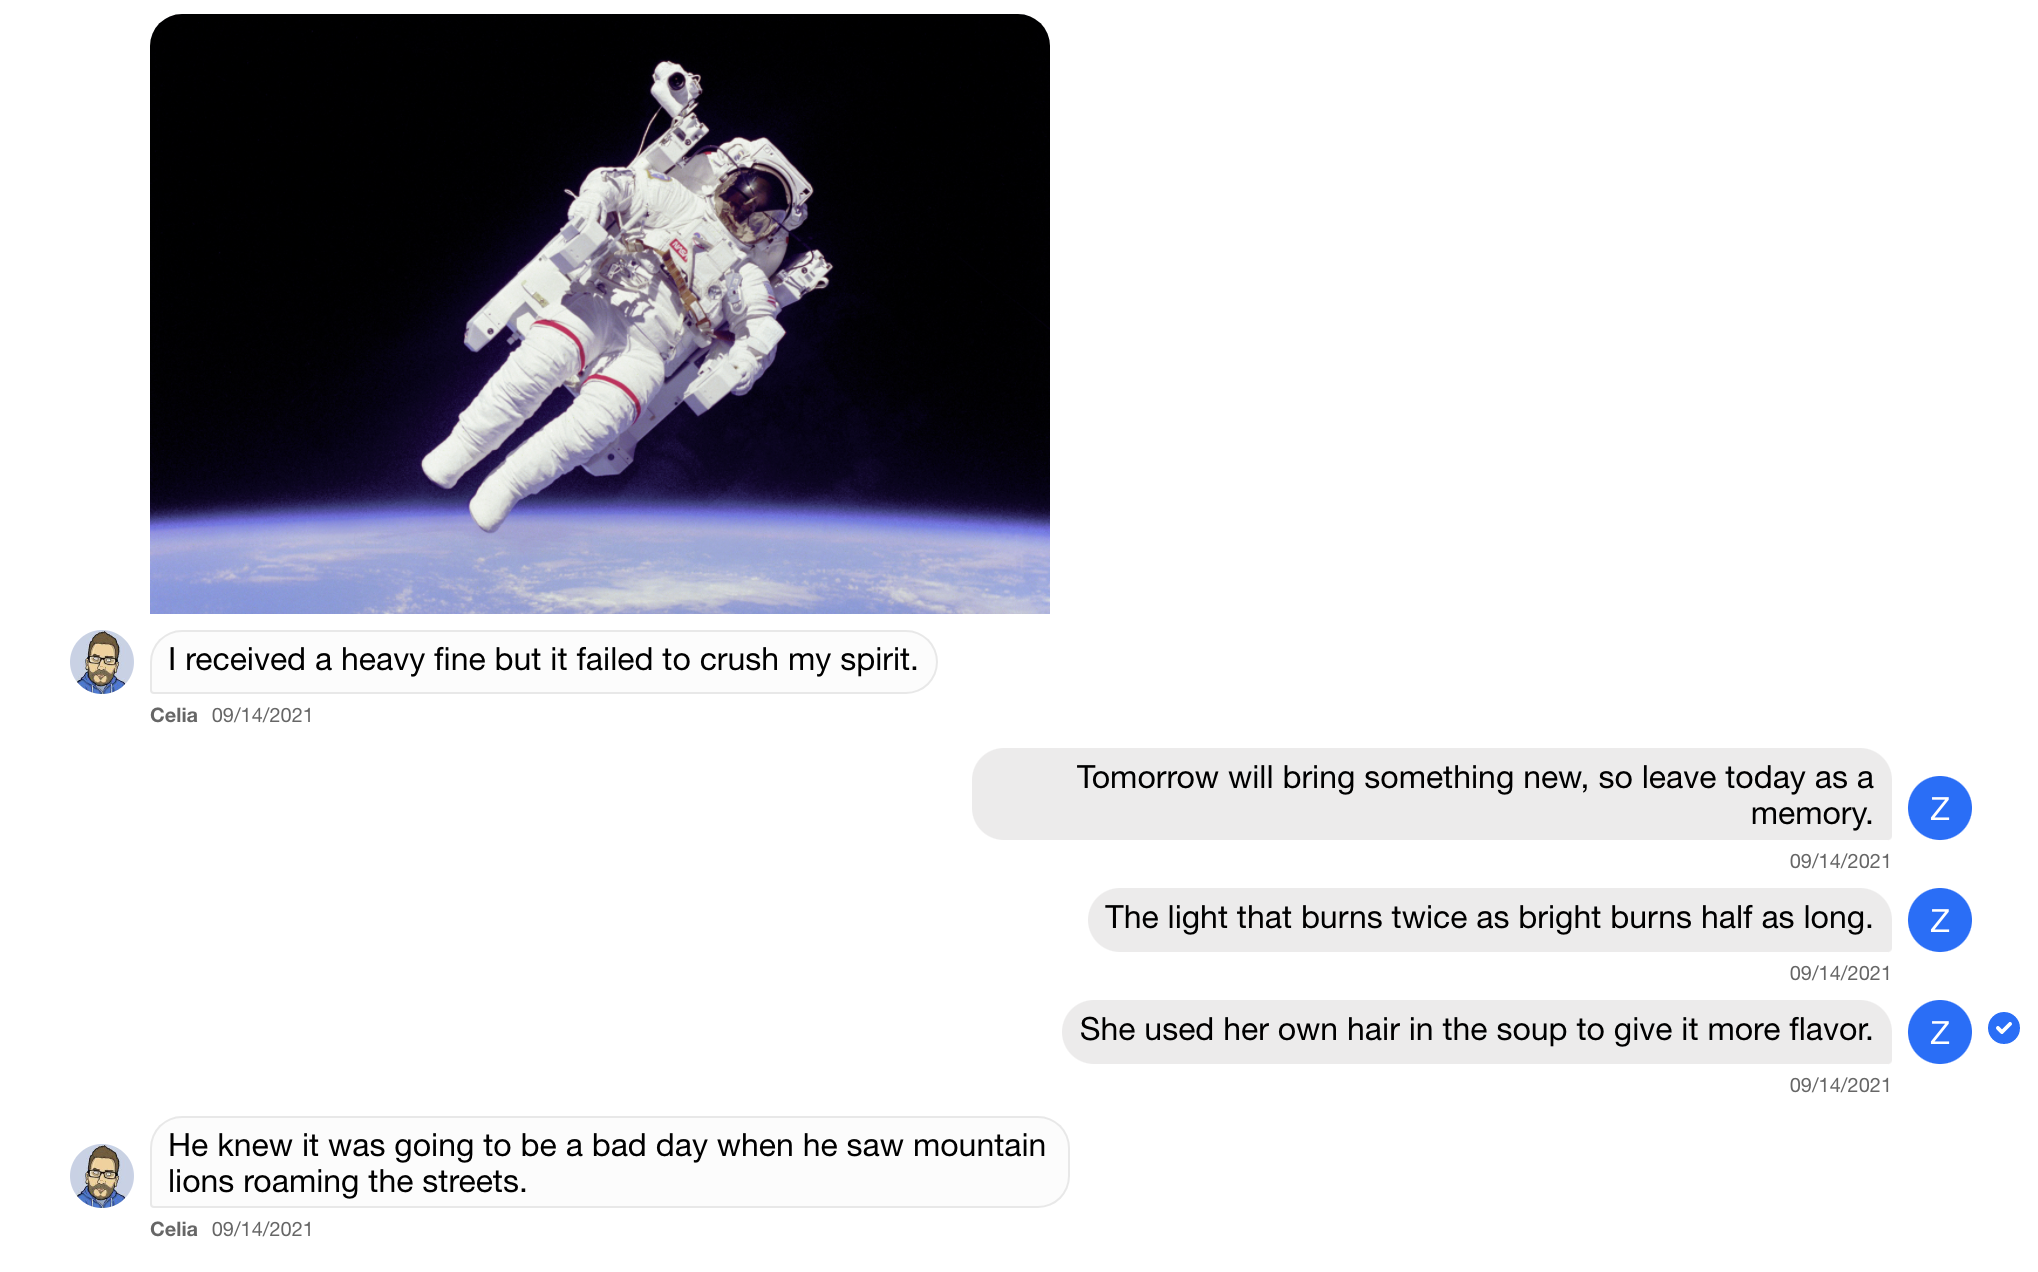 NASA
I received a heavy fine but it failed to crush my spirit.
Celia 09/14/2021
Tomorrow will bring something new, so leave today as a
memory.
Z
09/14/2021
The light that burns twice as bright burns half as long.
Z
09/14/2021
She used her own hair in the soup to give it more flavor.
Z
09/14/2021
He knew it was going to be a bad day when he saw mountain
lions roaming the streets.
Celia 09/14/2021